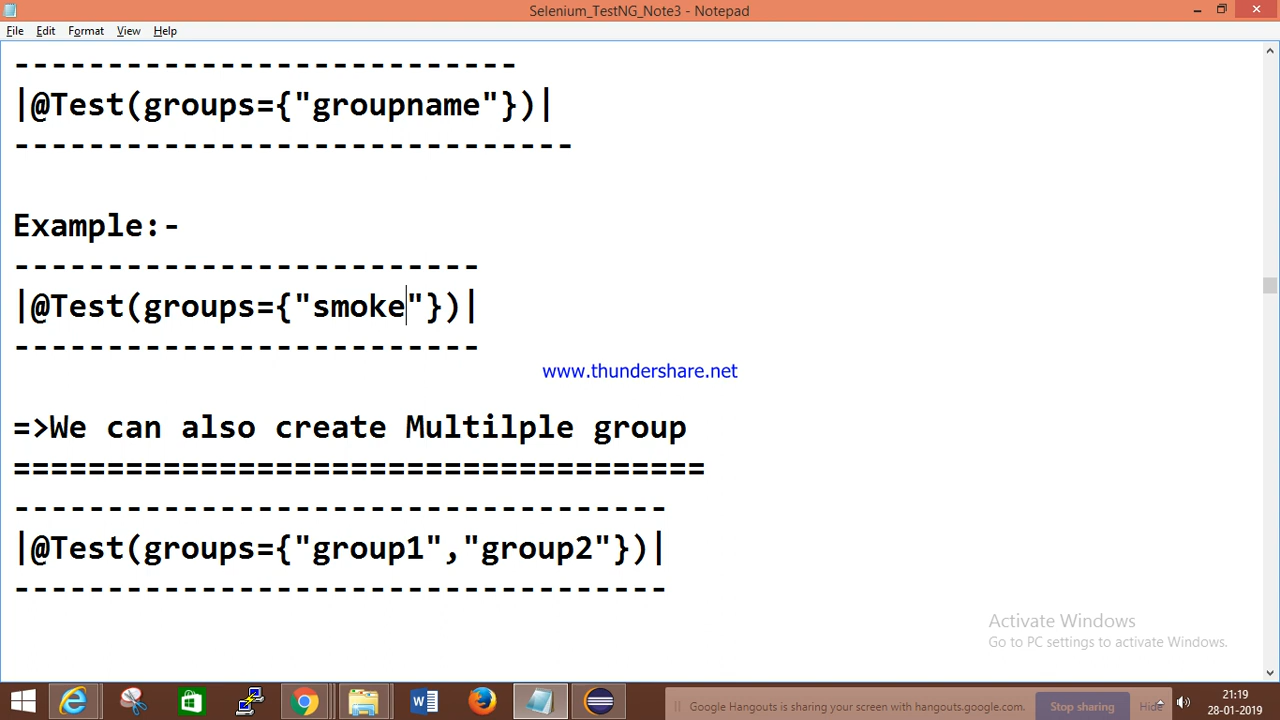 Selenium_TestNG_Note3 - Notepad
File Edit Format View Help
----------------------------
|@Test(groups={"groupname"})|
------------------------------
Example:-
-------------------------
|@Test(groups={"smoke"})|
-------------------------
www.thundershare.net
=>We can also create Multilple group
=====================================
-----------------------------------
|@Test(groups={"group1","group2"})|
-----------------------------------
Activate Windows
Go to PC settings to activate Windows.
Google Hangouts is sharing your screen with hangouts.google.com.
Stop sharing
Hide
21:19
28-01-2019